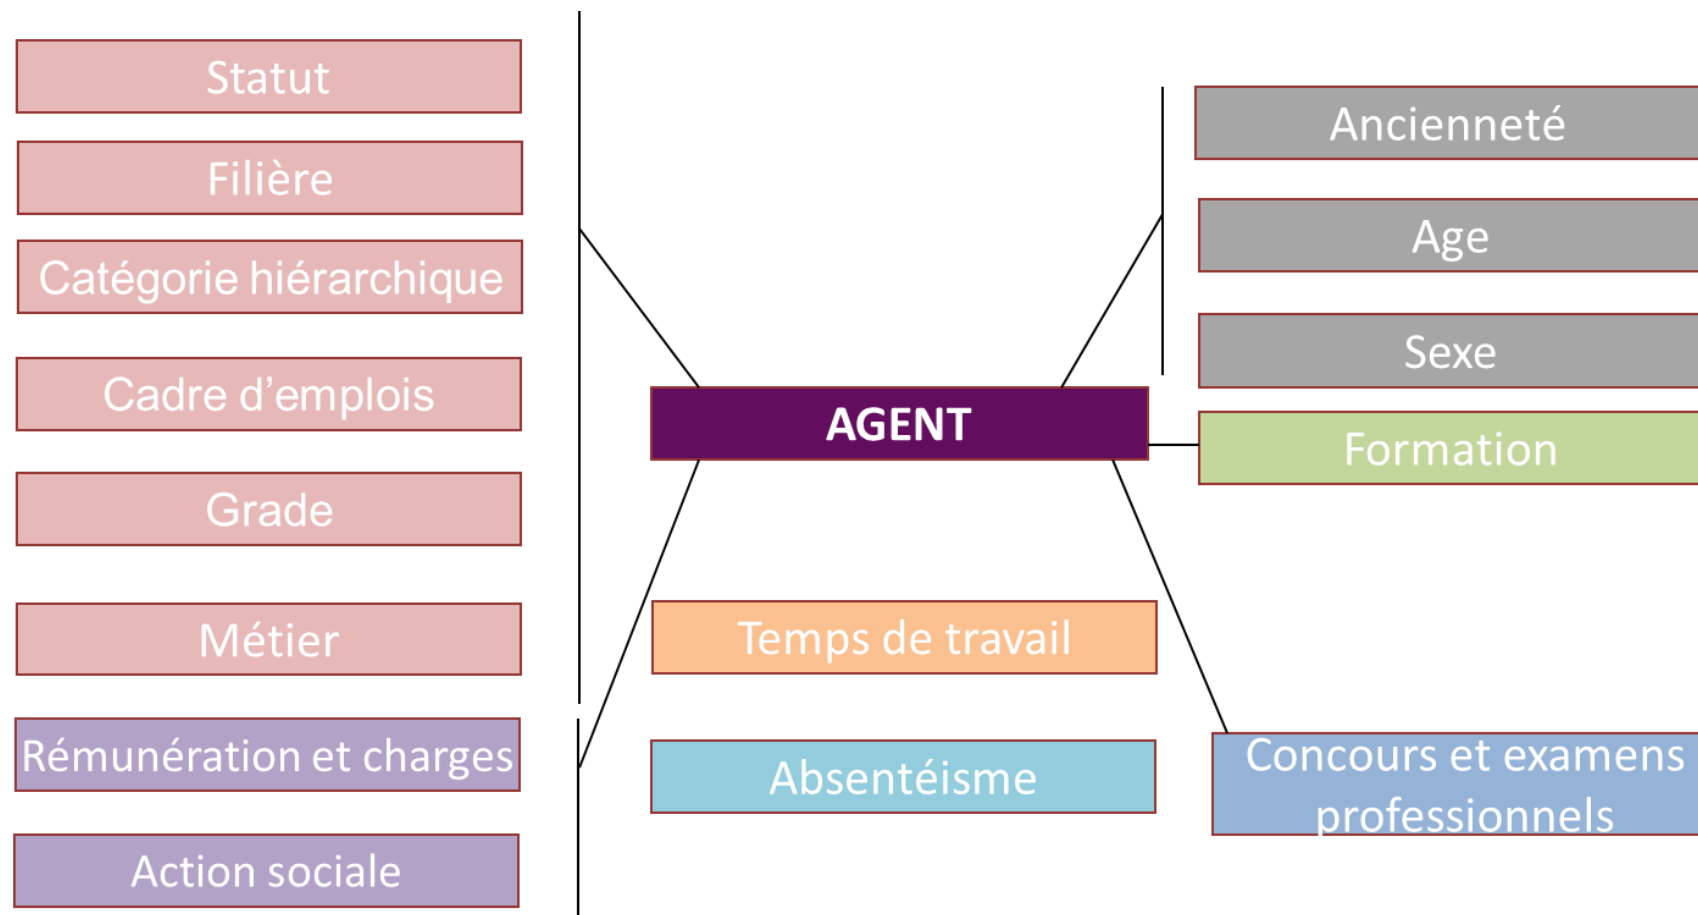 Statut
Filière
Catégorie hiérarchique
Cadre d’emplois
Grade
Métier
Rémunération et charges
Action sociale
AGENT
Temps de travail
Absentéisme
Ancienneté
Age
Sexe
Formation
Concours et examens
professionnels